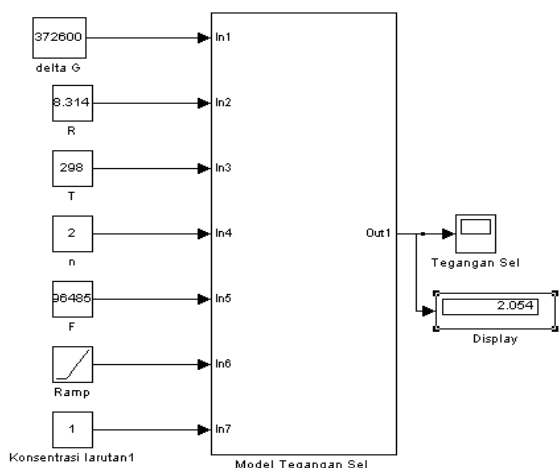 372600
In1
delta G
8.314
In2
R
298
In3
T
2
In4
n
Out1
Tegangan Sel
96485
In5
F
2.054
Display
In6
Ramp
1
In7
Konsentrasi larutan1
Model Tegangan Sel